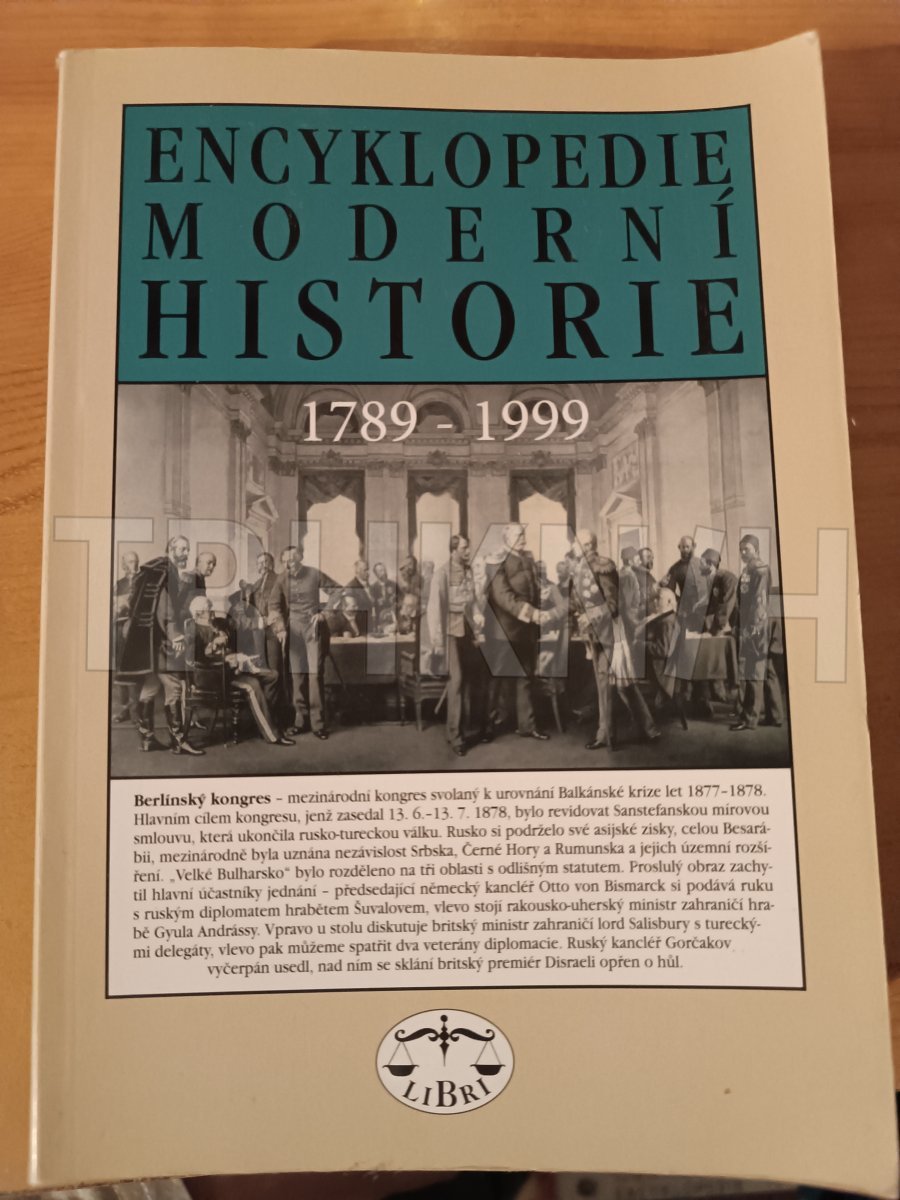 ENCYKLOPEDIE
MODERNÍ
HISTORIE
1789 - 1999
TRHKNIH
Berlínský kongres – mezinárodní kongres svolaný k urovnání Balkánské krize let 1877–1878.
Hlavním cílem kongresu, jenž zasedal 13. 6.–13. 7. 1878, bylo revidovat Sanstefanskou mírovou
smlouvu, která ukončila rusko-tureckou válku. Rusko si podrželo své asijské zisky, celou Besará-
bii, mezinárodně byla uznána nezávislost Srbska, Černé Hory a Rumunska a jejich územní rozší-
ření. „Velké Bulharsko“ bylo rozděleno na tři oblasti s odlišným statutem. Proslulý obraz zachy-
til hlavní účastníky jednání – předsedající německý kancléř Otto von Bismarck si podává ruku
s ruským diplomatem hrabětem Šuvalovem, vlevo stojí rakousko-uherský ministr zahraničí hra-
bě Gyula Andrássy. Vpravo u stolu diskutuje britský ministr zahraničí lord Salisbury s turecký-
mi delegáty, vlevo pak můžeme spatřit dva veterány diplomacie. Ruský kancléř Gorčakov
vyčerpán usedl, nad ním se sklání britský premiér Disraeli opřen o hůl.
LIBRI